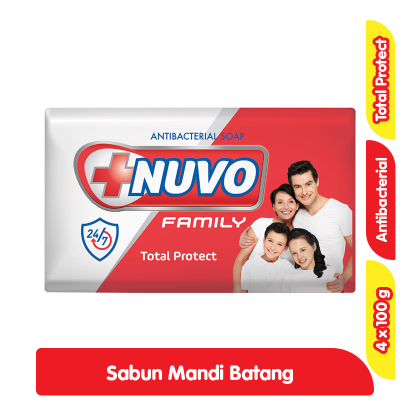 ANTIBACTERIAL SOAP
NUVO
FAMILY
24/7
Total Protect
Total Protect
Antibacterial
4 x 100 g
Sabun Mandi Batang